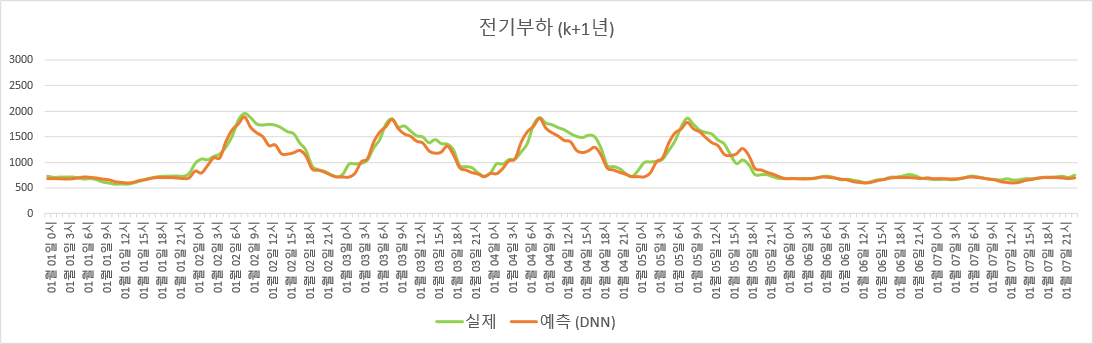 전기부하 (k+1년)
3000
2500
2000
1500
1000
500
0
01월 01일 0시
01월 01일 3시
01월 01일 6시
01월 01일 9시
01월 01일 12시
01월 01일 15시
01월 01일 18시
01월 01일 21시
01월 02일 0시
01월 02일 3시
01월 02일 6시
01월 02일 9시
01월 02일 12시
01월 02일 15시
01월 02일 18시
01월 02일 21시
01월 03일 0시
01월 03일 3시
01월 03일 6시
01월 03일 9시
01월 03일 12시
01월 03일 15시
01월 03일 18시
01월 03일 21시
01월 04일 0시
01월 04일 3시
01월 04일 6시
01월 04일 9시
01월 04일 12시
01월 04일 15시
01월 04일 18시
01월 04일 21시
01월 05일 0시
01월 05일 3시
01월 05일 6시
01월 05일 9시
01월 05일 12시
01월 05일 15시
01월 05일 18시
01월 05일 21시
01월 06일 0시
01월 06일 3시
01월 06일 6시
01월 06일 9시
01월 06일 12시
01월 06일 15시
01월 06일 18시
01월 06일 21시
01월 07일 0시
01월 07일 3시
01월 07일 6시
01월 07일 9시
01월 07일 12시
01월 07일 15시
01월 07일 18시
01월 07일 21시
실제 예측 (DNN)